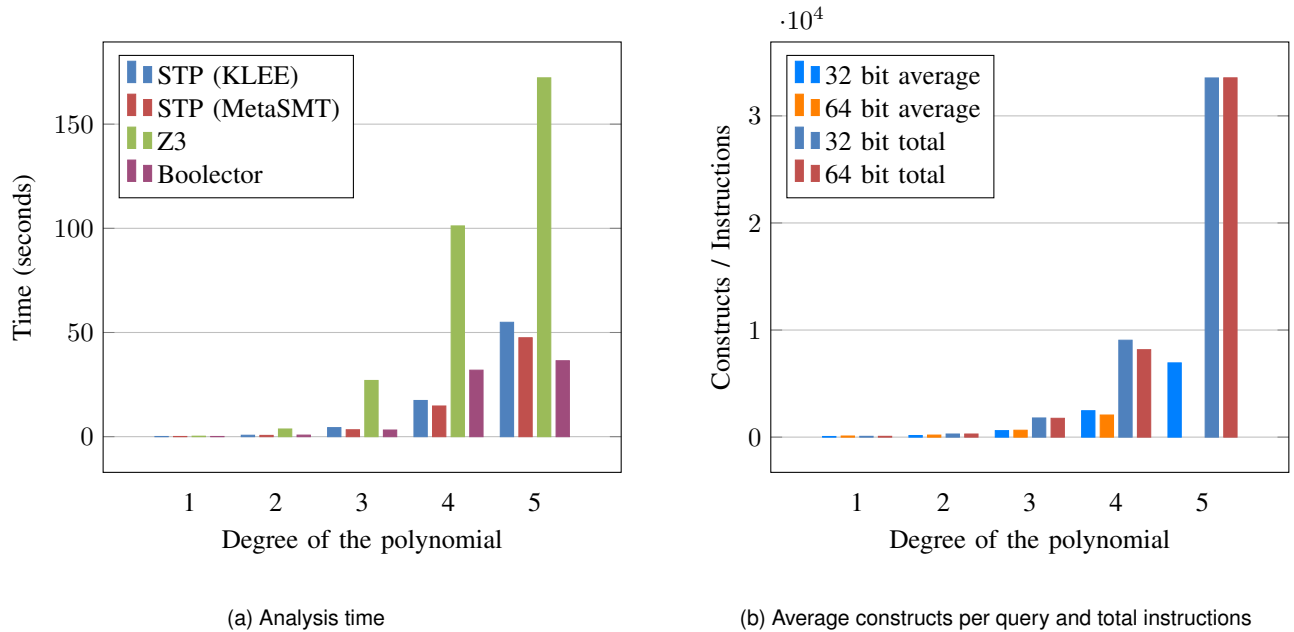 STP (KLEE)
STP (MetaSMT)
Z3
Boolector
150
100
50
0
Time (seconds)
1 2 3 4 5
Degree of the polynomial
(a) Analysis time
·10^4
32 bit average
64 bit average
32 bit total
64 bit total
3
2
1
0
Constructs / Instructions
1 2 3 4 5
Degree of the polynomial
(b) Average constructs per query and total instructions